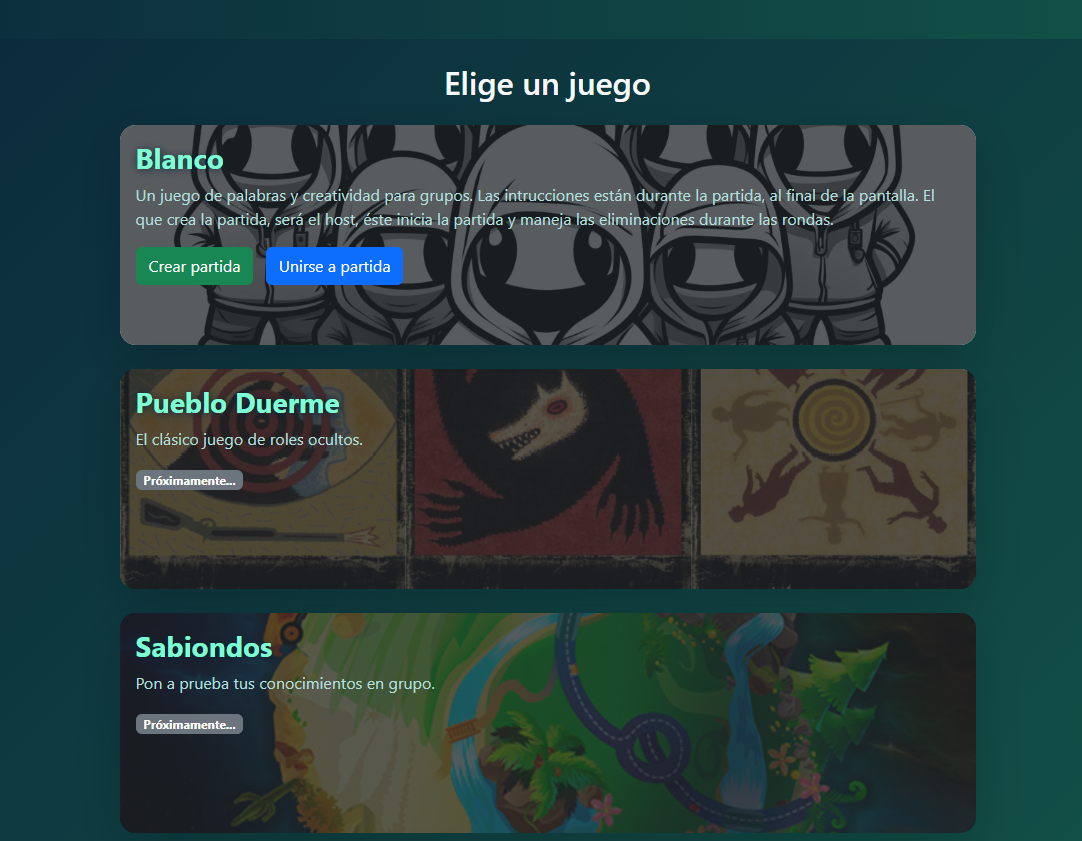 Elige un juego
Blanco
Un juego de palabras y creatividad para grupos. Las intrucciones están durante la partida, al final de la pantalla. El
que crea la partida, será el host, éste inicia la partida y maneja las eliminaciones durante las rondas.
Crear partida Unirse a partida
Pueblo Duerme
El clásico juego de roles ocultos.
Próximamente...
Sabiondos
Pon a prueba tus conocimientos en grupo.
Próximamente...